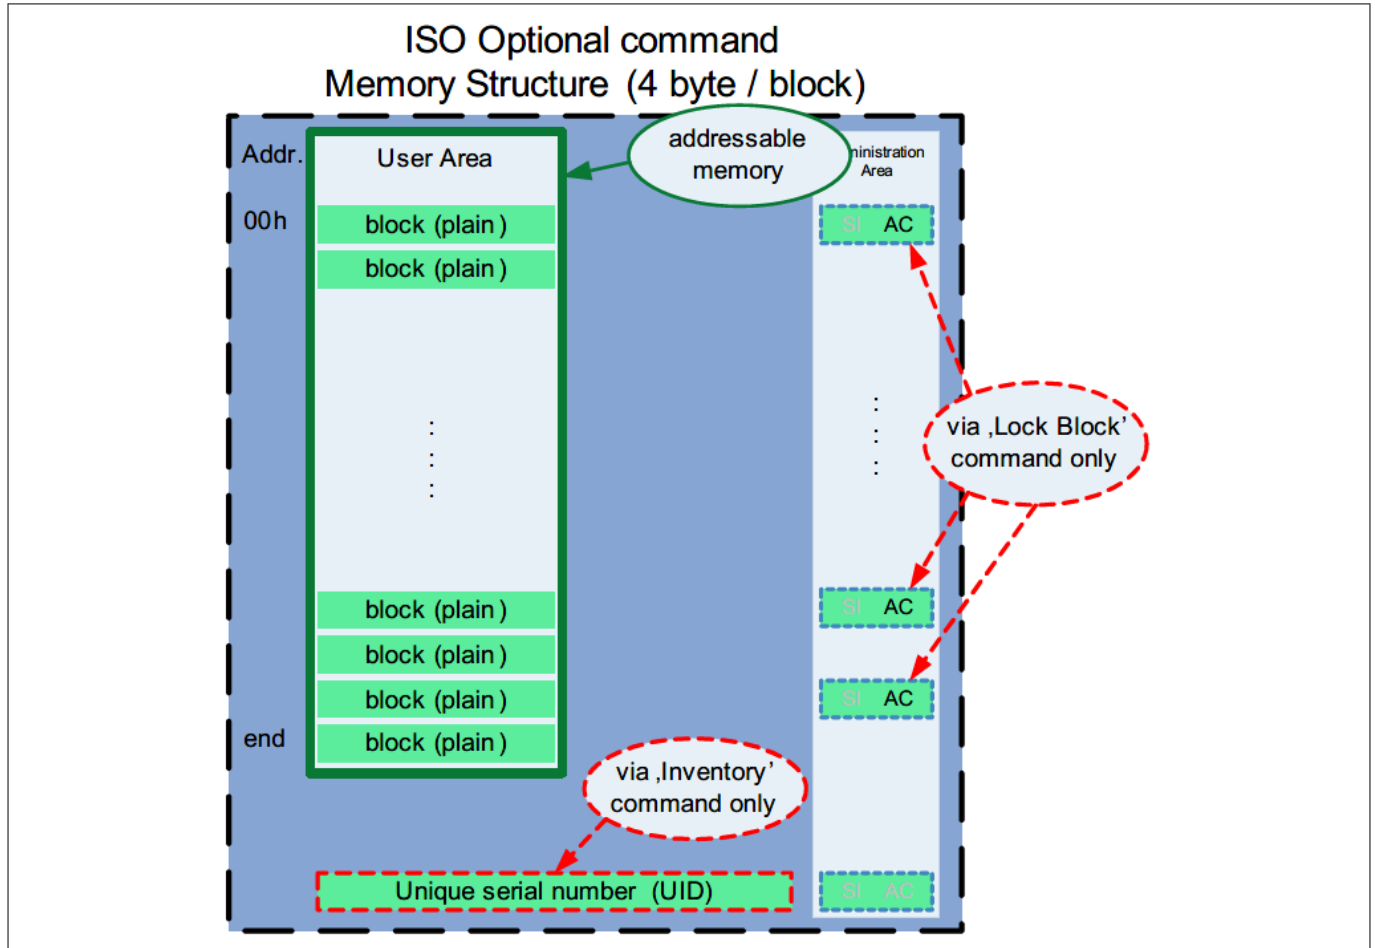 ISO Optional command
Memory Structure (4 byte / block)
Addr.
User Area
addressable
memory
ministration
Area
00h
block (plain)
SI AC
block (plain)
:
:
:
:
:
:
via ‚Lock Block’
command only
block (plain)
SI AC
block (plain)
block (plain)
SI AC
end
block (plain)
via ‚Inventory’
command only
Unique serial number (UID)
SI AC